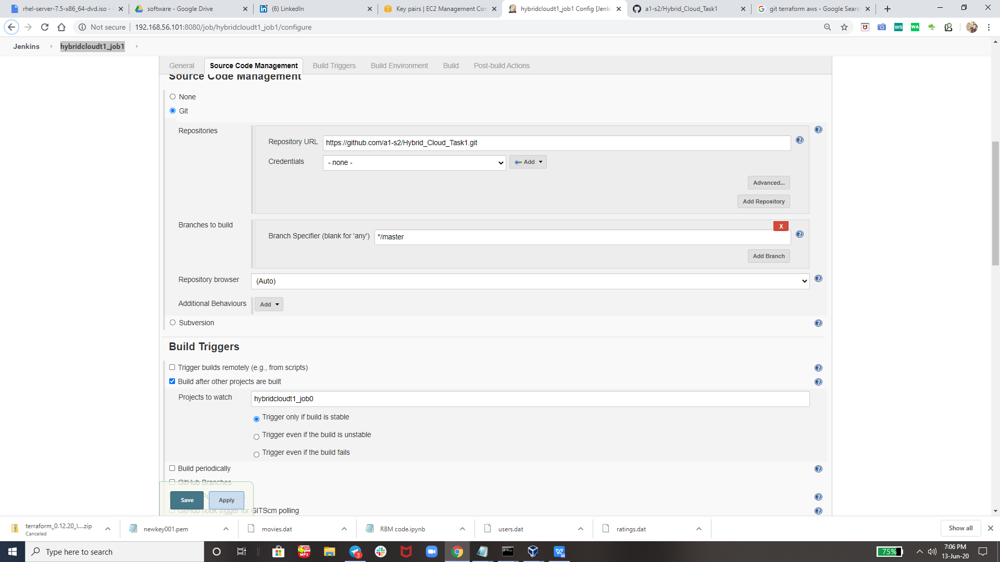 rhel-server-7.5-x86_64-dvd.iso -
software - Google Drive
(6) LinkedIn
Key pairs | EC2 Management Con
hybridcloudt1_job1 Config [Jenk
a1-s2/Hybrid_Cloud_Task1
git terraform aws - Google Searc
Not secure
192.168.56.101:8080/job/hybridcloudt1_job1/configure
WS
WA
Jenkins
hybridcloudt1_job1
General
Source Code Management
Build Triggers
Build Environment
Build
Post-build Actions
Source Code Management
None
Git
Repositories
Repository URL
https://github.com/a1-s2/Hybrid_Cloud_Task1.git
Credentials
- none -
Add
Advanced...
Add Repository
Branches to build
X
Branch Specifier (blank for 'any')
*/master
Add Branch
Repository browser
(Auto)
Additional Behaviours
Add
Subversion
Build Triggers
Trigger builds remotely (e.g., from scripts)
Build after other projects are built
Projects to watch
hybridcloudt1_job0
Trigger only if build is stable
Trigger even if the build is unstable
Trigger even if the build fails
Build periodically
GitHub Branches
Save
Apply
GitHub hook trigger for GITScm polling
terraform_0.12.20_l....zip
Canceled
newkey001.pem
movies.dat
RBM code.ipynb
users.dat
ratings.dat
Show all
Type here to search
MP3
3
75%
7:06 PM
13-Jun-20